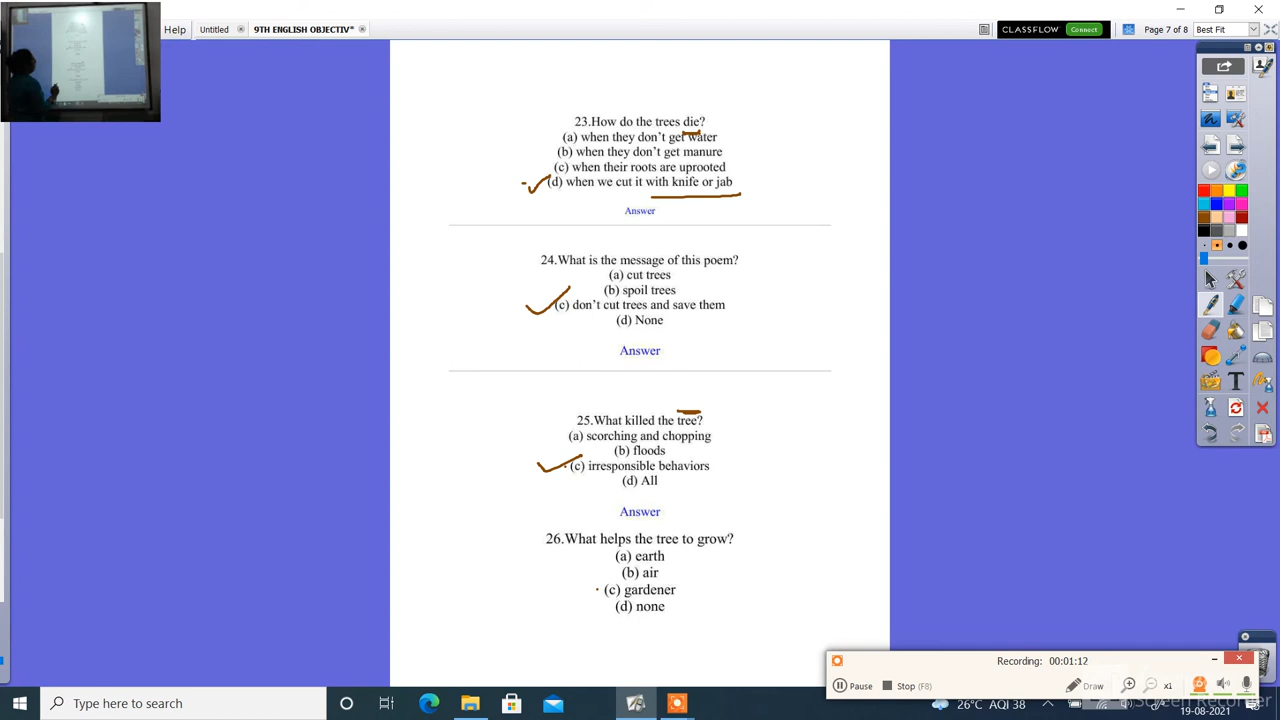 Help
Untitled
9TH ENGLISH OBJECTIV*
CLASSFLOW
Connect
Page 7 of 8
Best Fit
23.How do the trees die?
(a) when they don't get water
(b) when they don't get manure
(c) when their roots are uprooted
(d) when we cut it with knife or jab
Answer
24.What is the message of this poem?
(a) cut trees
(b) spoil trees
(c) don't cut trees and save them
(d) None
Answer
25.What killed the tree?
(a) scorching and chopping
(b) floods
(c) irresponsible behaviors
(d) All
Answer
26.What helps the tree to grow?
(a) earth
(b) air
(c) gardener
(d) none
Recording: 00:01:12
Pause
Stop (F8)
x1
Draw
Screen Recorder
Type here to search
26°C AQI 38
19-08-2021